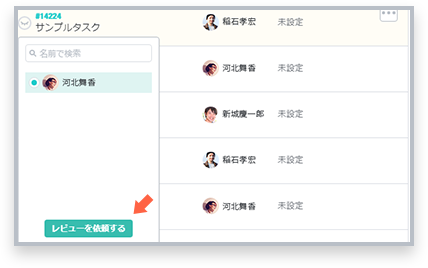 #14224
サンプルタスク
稲石孝宏 未設定
名前で検索
河北舞香
河北舞香 未設定
新城慶一郎 未設定
稲石孝宏 未設定
河北舞香 未設定
レビューを依頼する